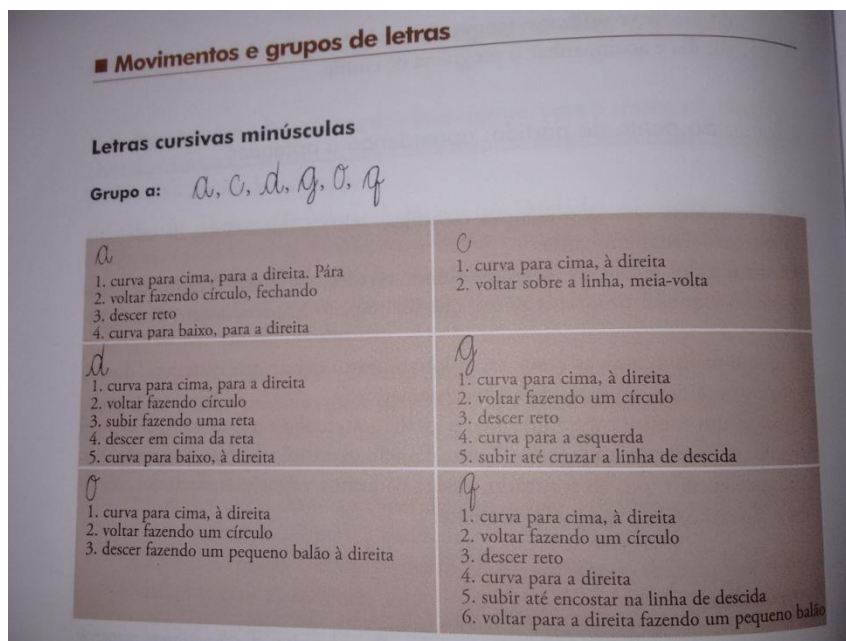 ■ Movimentos e grupos de letras
Letras cursivas minúsculas
Grupo a: a, c, d, g, o, q
a
1. curva para cima, para a direita. Pára
2. voltar fazendo círculo, fechando
3. descer reto
4. curva para baixo, para a direita
c
1. curva para cima, à direita
2. voltar sobre a linha, meia-volta
d
1. curva para cima, para a direita
2. voltar fazendo círculo
3. subir fazendo uma reta
4. descer em cima da reta
5. curva para baixo, à direita
g
1. curva para cima, à direita
2. voltar fazendo um círculo
3. descer reto
4. curva para a esquerda
5. subir até cruzar a linha de descida
o
1. curva para cima, à direita
2. voltar fazendo um círculo
3. descer fazendo um pequeno balão à direita
q
1. curva para cima, à direita
2. voltar fazendo um círculo
3. descer reto
4. curva para a direita
5. subir até encostar na linha de descida
6. voltar para a direita fazendo um pequeno balão